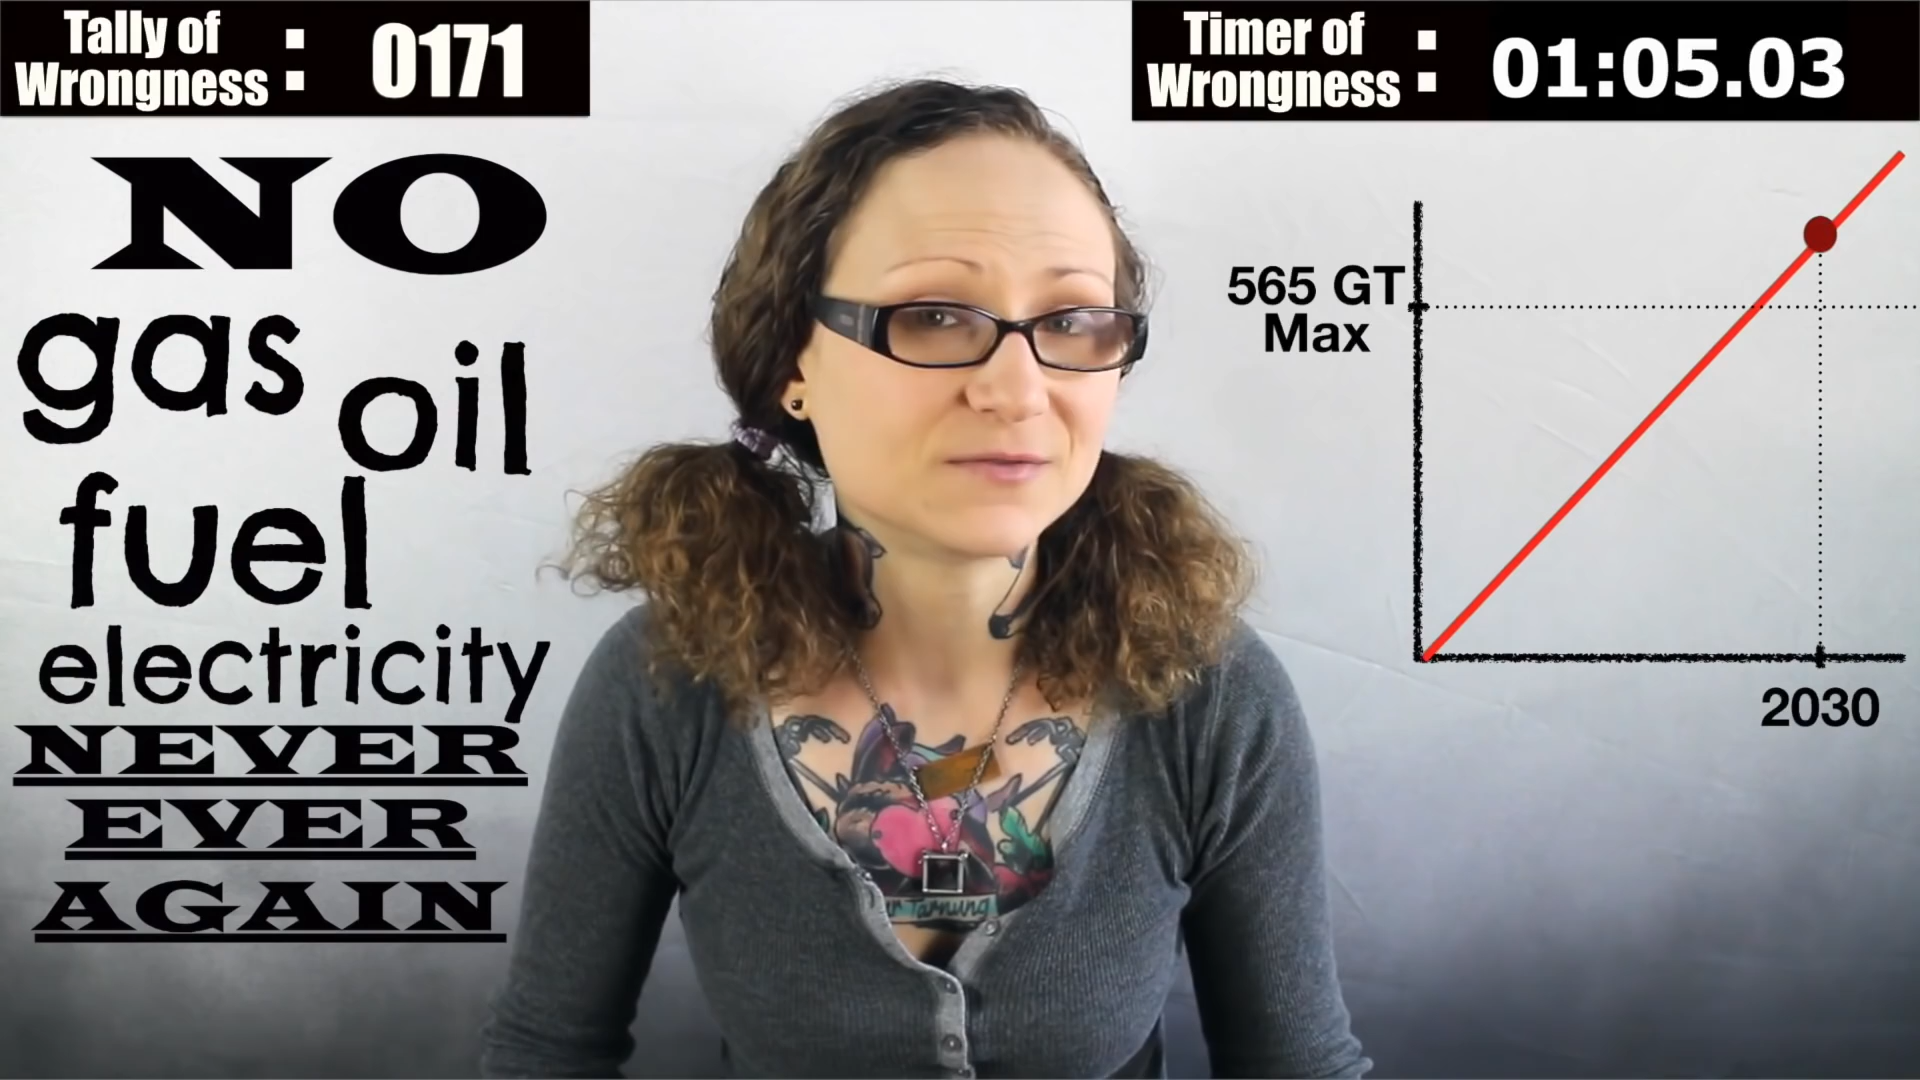 Tally of
Wrongness : 0171
Timer of
Wrongness : 01:05.03
NO
gas
oil
fuel
electricity
NEVER
EVER
AGAIN
565 GT
Max
2030
Tarnung